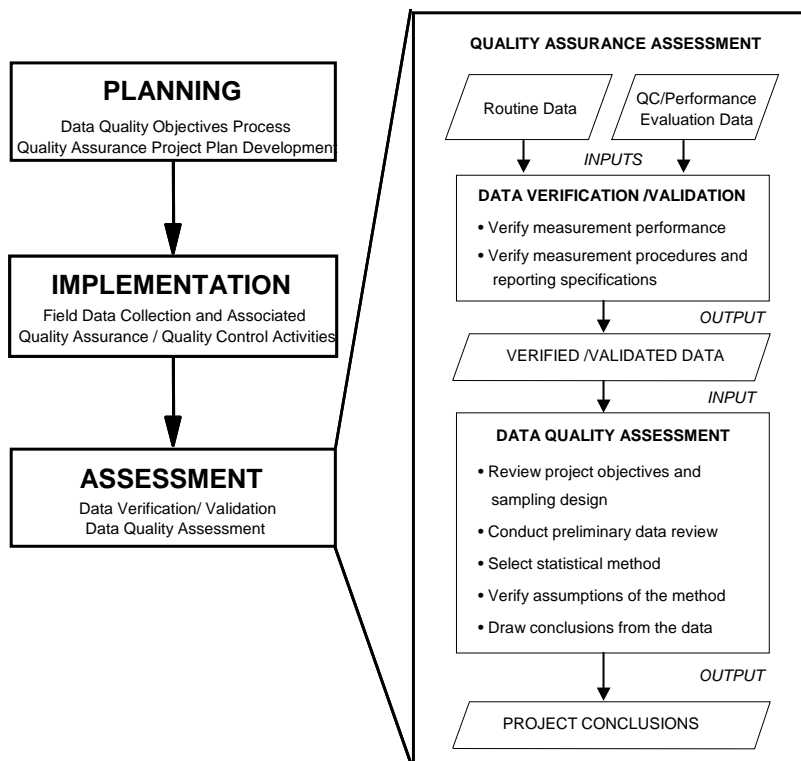 PLANNING
Data Quality Objectives Process
Quality Assurance Project Plan Development
IMPLEMENTATION
Field Data Collection and Associated
Quality Assurance / Quality Control Activities
ASSESSMENT
Data Verification/ Validation
Data Quality Assessment
QUALITY ASSURANCE ASSESSMENT
Routine Data
QC/Performance
Evaluation Data
INPUTS
DATA VERIFICATION /VALIDATION
• Verify measurement performance
• Verify measurement procedures and
reporting specifications
OUTPUT
VERIFIED /VALIDATED DATA
INPUT
DATA QUALITY ASSESSMENT
• Review project objectives and
sampling design
• Conduct preliminary data review
• Select statistical method
• Verify assumptions of the method
• Draw conclusions from the data
OUTPUT
PROJECT CONCLUSIONS